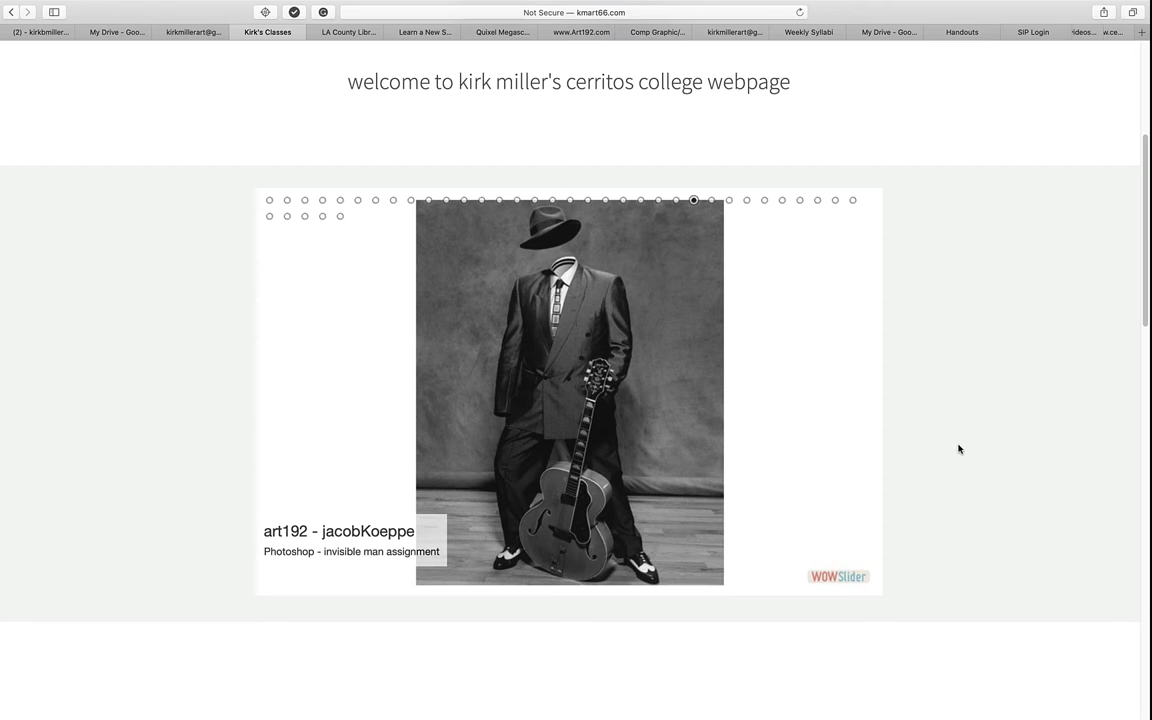 Not Secure — kmart66.com
(2) - kirkbmiller...
My Drive - Goo...
kirkmillerart@g...
Kirk's Classes
LA County Libr...
Learn a New S...
Quixel Megasc...
www.Art192.com
Comp Graphic/...
kirkmillerart@g...
Weekly Syllabi
My Drive - Goo...
Handouts
SIP Login
welcome to kirk miller's cerritos college webpage
art192 - jacobKoeppe
Photoshop - invisible man assignment
WOWSlider